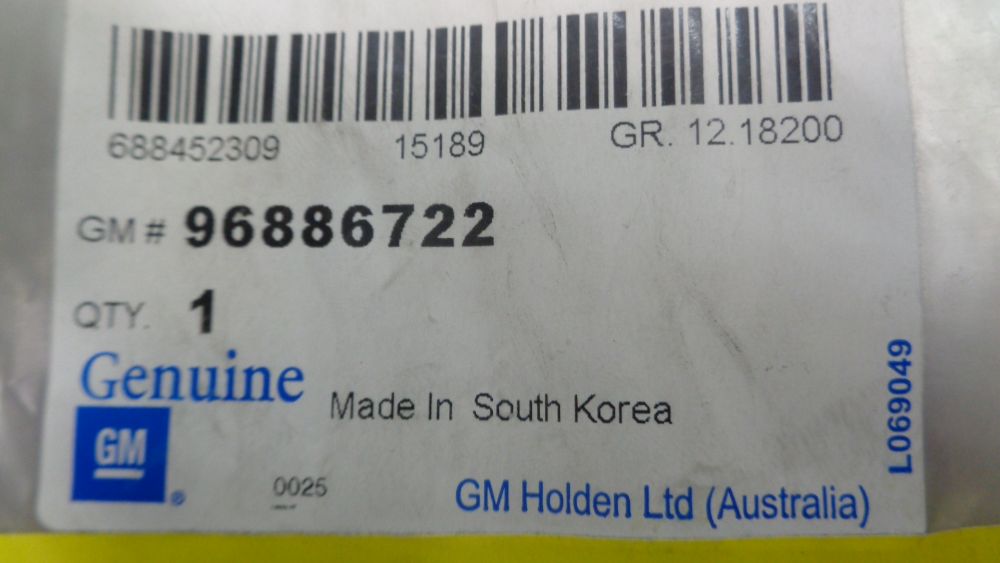 688452309 15189 GR. 12.18200
GM # 96886722
QTY. 1
Genuine
GM ®
Made In South Korea
0025
GM Holden Ltd (Australia)
L069049